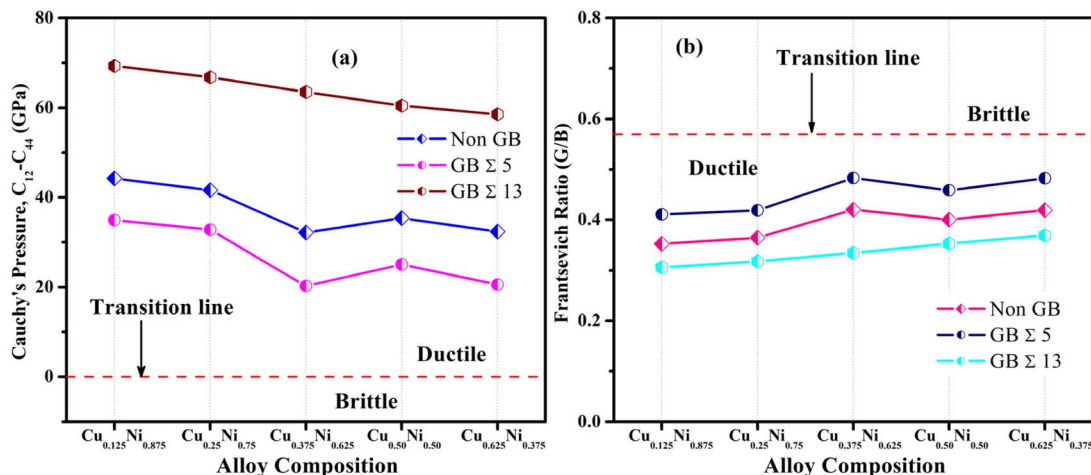 (a)
Cauchy's Pressure, C₁₂-C₄₄ (GPa)
80
60
40
20
0
Non GB
GB Σ 5
GB Σ 13
Transition line
Ductile
Brittle
Cu₀.₁₂₅Ni₀.₈₇₅ Cu₀.₂₅Ni₀.₇₅ Cu₀.₃₇₅Ni₀.₆₂₅ Cu₀.₅₀Ni₀.₅₀ Cu₀.₆₂₅Ni₀.₃₇₅
Alloy Composition
(b)
Frantsevich Ratio (G/B)
0.8
0.6
0.4
0.2
0.0
Transition line
Brittle
Ductile
Non GB
GB Σ 5
GB Σ 13
Cu₀.₁₂₅Ni₀.₈₇₅ Cu₀.₂₅Ni₀.₇₅ Cu₀.₃₇₅Ni₀.₆₂₅ Cu₀.₅₀Ni₀.₅₀ Cu₀.₆₂₅Ni₀.₃₇₅
Alloy Composition